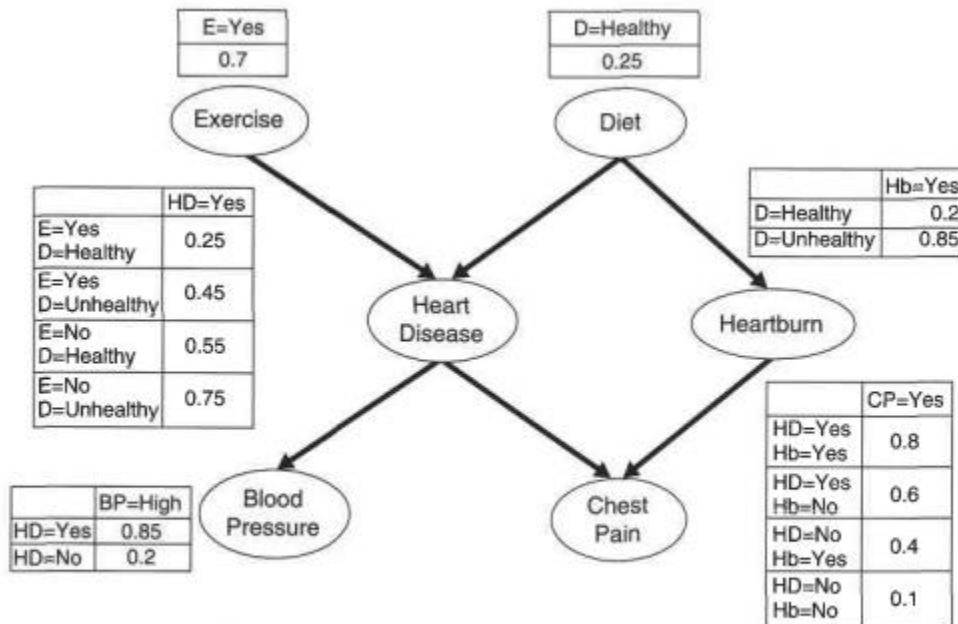 E=Yes
0.7
D=Healthy
0.25
Exercise
Diet
HD=Yes
E=Yes
D=Healthy
0.25
E=Yes
D=Unhealthy
0.45
E=No
D=Healthy
0.55
E=No
D=Unhealthy
0.75
Hb=Yes
D=Healthy 0.2
D=Unhealthy 0.85
Heart
Disease
Heartburn
CP=Yes
HD=Yes
Hb=Yes
0.8
HD=Yes
Hb=No
0.6
HD=No
Hb=Yes
0.4
HD=No
Hb=No
0.1
BP=High
HD=Yes 0.85
HD=No 0.2
Blood
Pressure
Chest
Pain